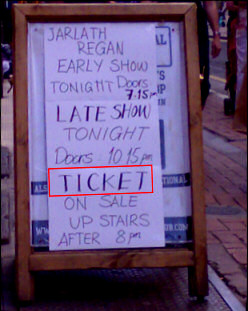 JARLATH
REGAN
EARLY SHOW
TONIGHT Doors
7:15pm
LATE SHOW
TONIGHT
Doors: 10:15pm
TICKET
ON SALE
UP STAIRS
AFTER 8pm